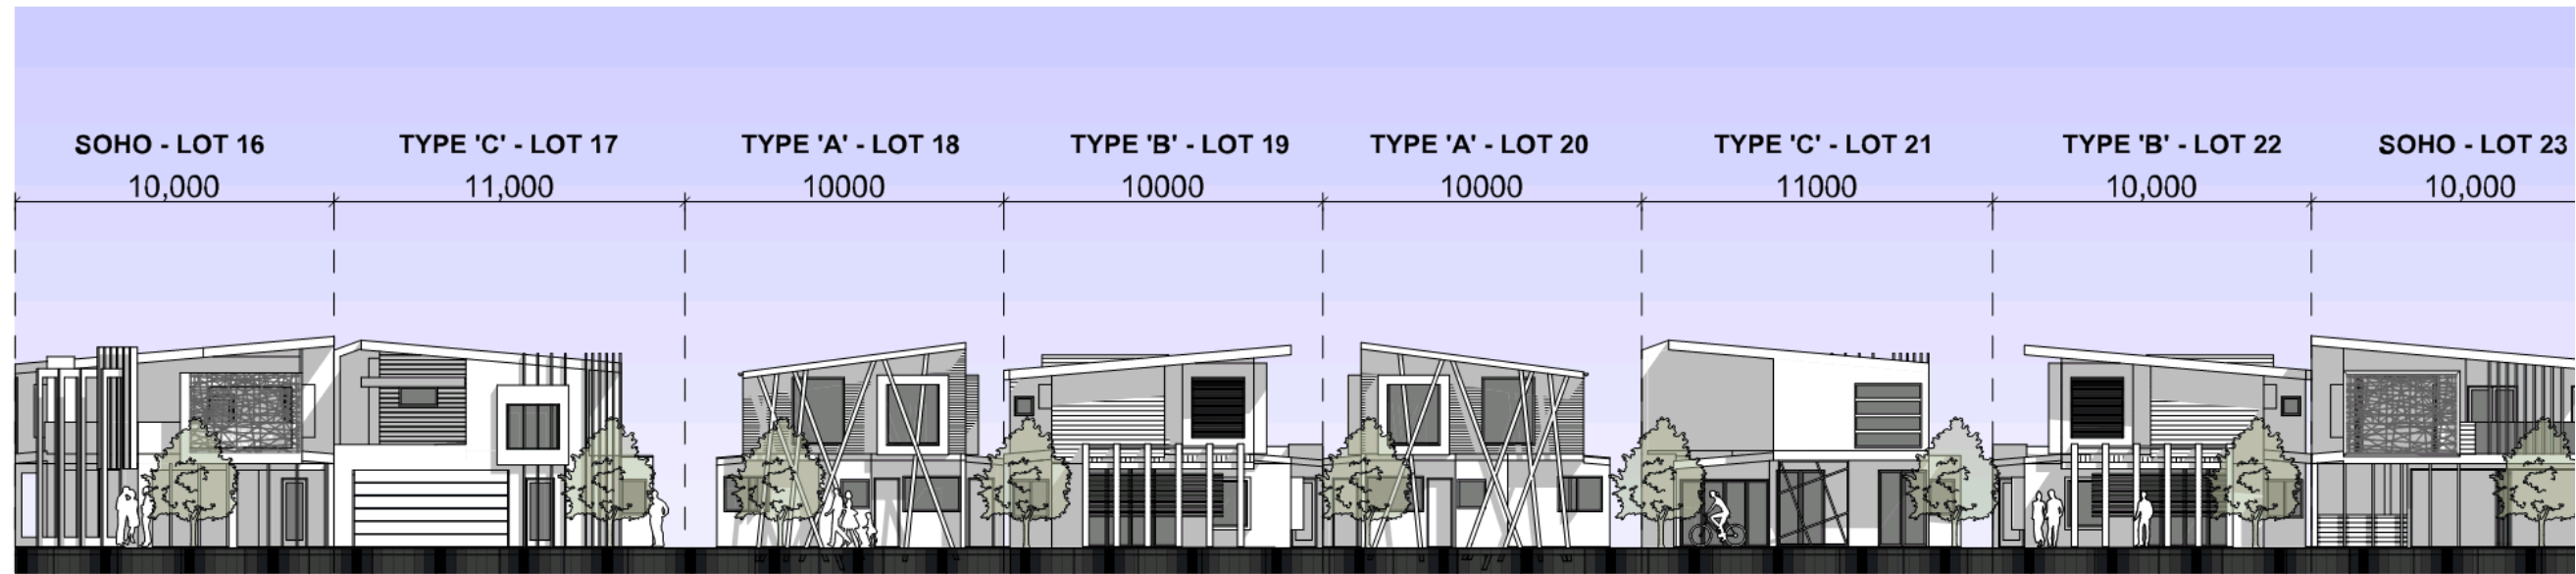 SOHO - LOT 16
10,000
TYPE 'C' - LOT 17
11,000
TYPE 'A' - LOT 18
10000
TYPE 'B' - LOT 19
10000
TYPE 'A' - LOT 20
10000
TYPE 'C' - LOT 21
11000
TYPE 'B' - LOT 22
10,000
SOHO - LOT 23
10,000